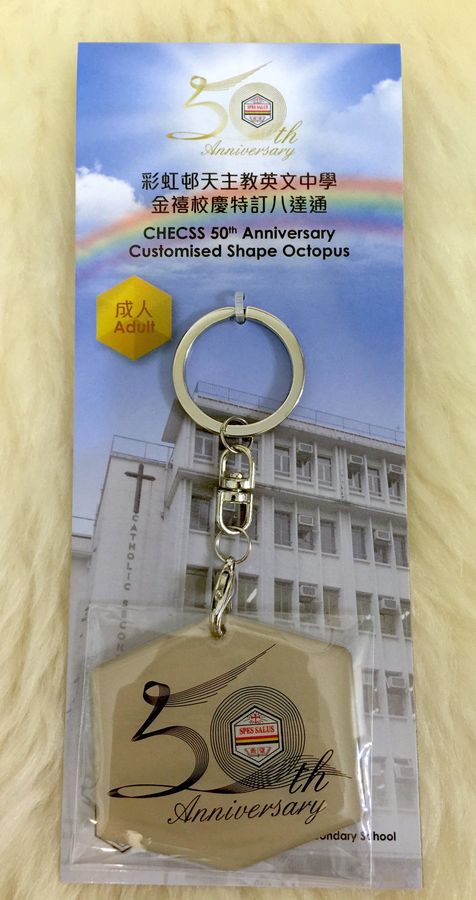 50th
SPES SALUS
Anniversary
彩虹邨天主教英文中學
金禧校慶特訂八達通
CHECSS 50th Anniversary
Customised Shape Octopus
成人
Adult
CATHOLIC SECON
50th
SPES SALUS
Anniversary
School